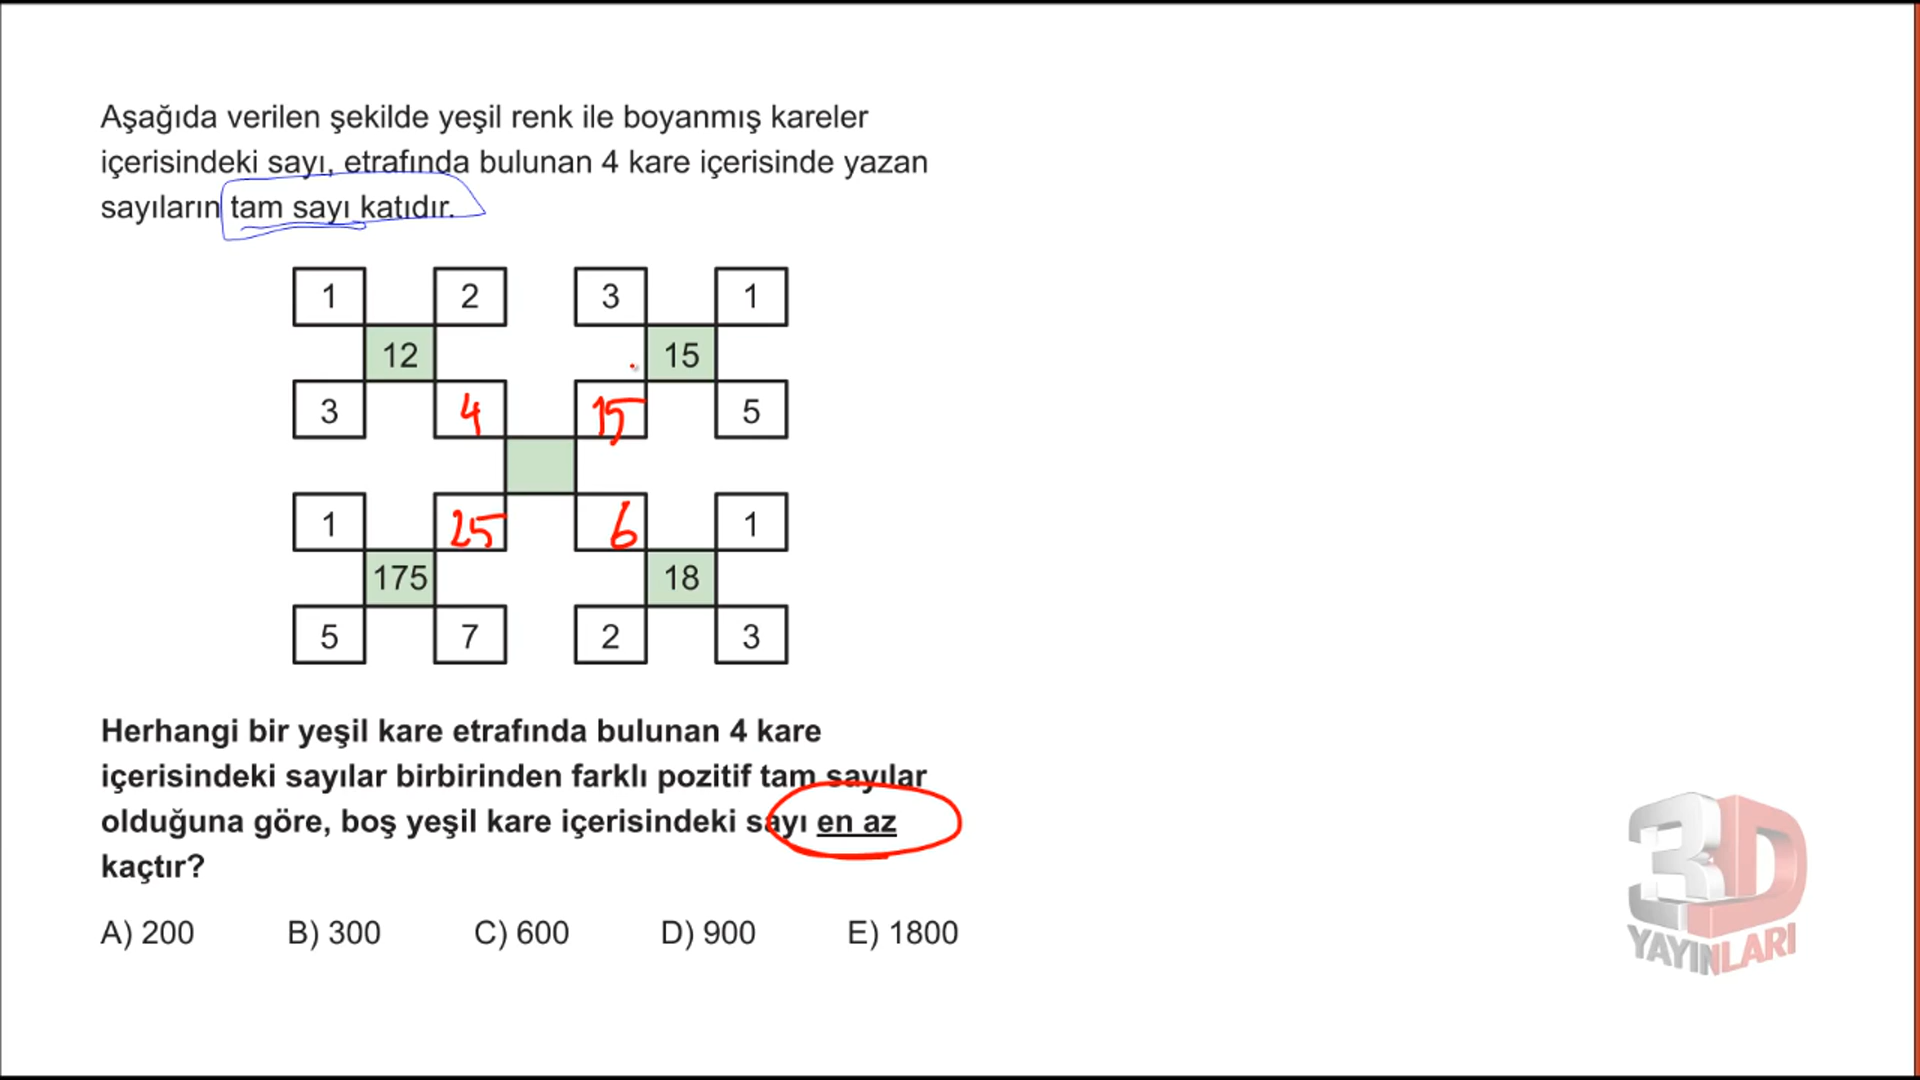 Aşağıda verilen şekilde yeşil renk ile boyanmış kareler
içerisindeki sayı, etrafında bulunan 4 kare içerisinde yazan
sayıların tam sayı katıdır.
1 2 3 1
12 15
3 4 15 5
1 25 6 1
175 18
5 7 2 3
Herhangi bir yeşil kare etrafında bulunan 4 kare
içerisindeki sayılar birbirinden farklı pozitif tam sayılar
olduğuna göre, boş yeşil kare içerisindeki sayı en az
kaçtır?
A) 200 B) 300 C) 600 D) 900 E) 1800
3D
YAYINLARI